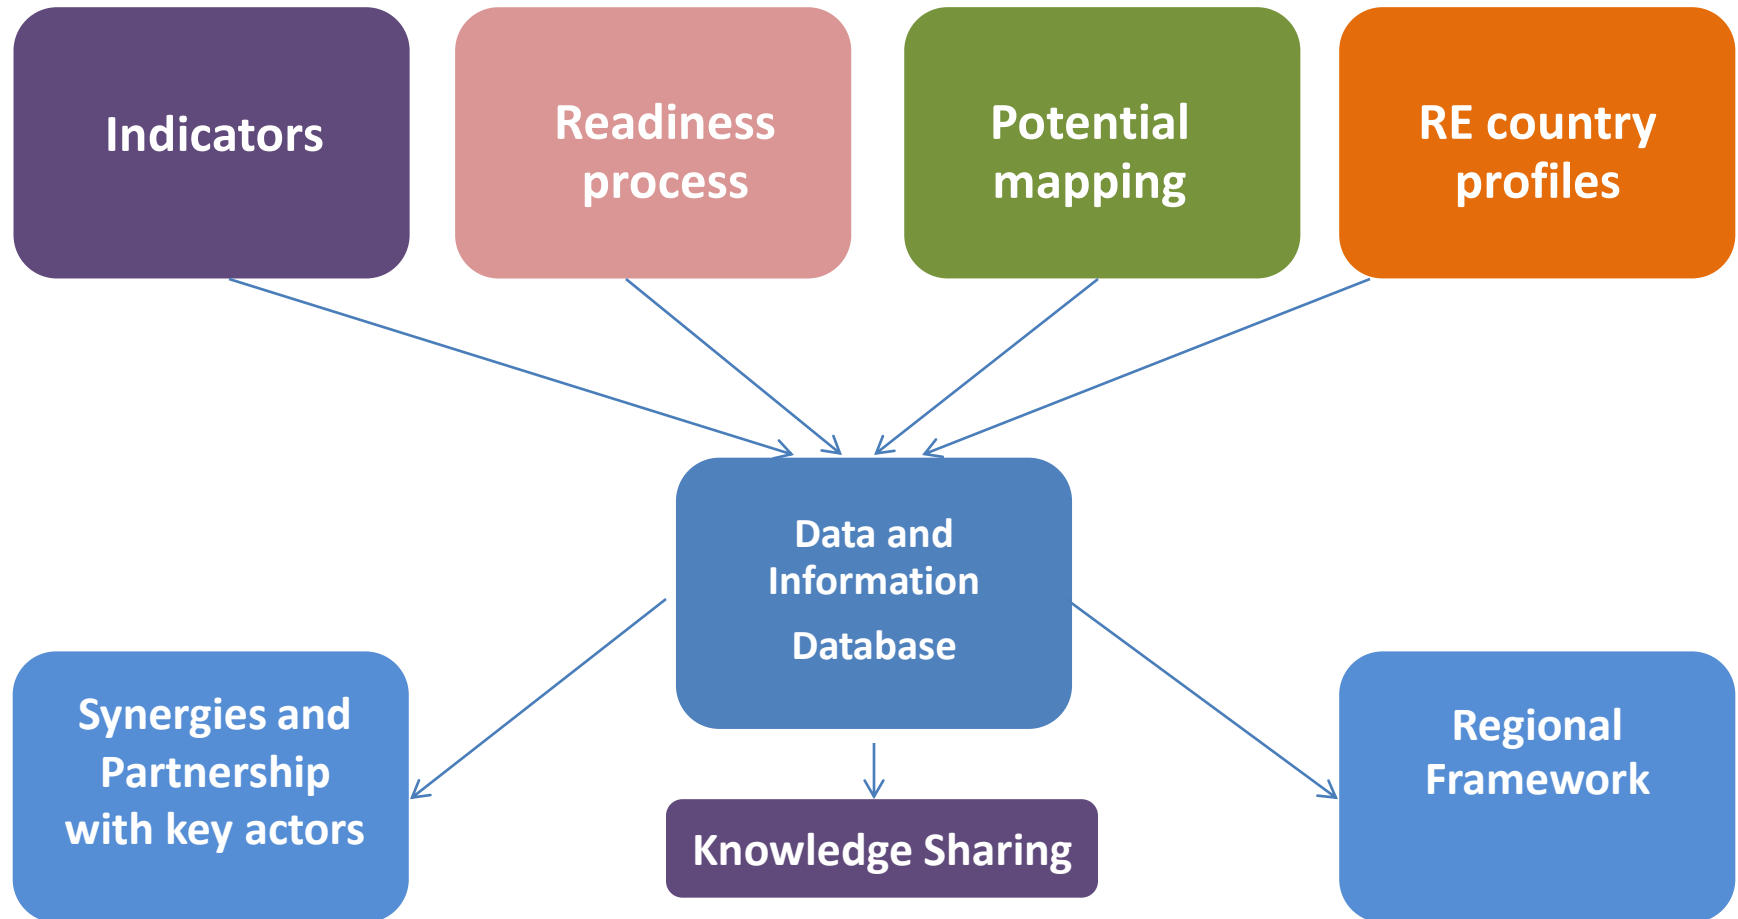 Indicators
Readiness
process
Potential
mapping
RE country
profiles
Data and
Information
Database
Synergies and
Partnership
with key actors
Knowledge Sharing
Regional
Framework